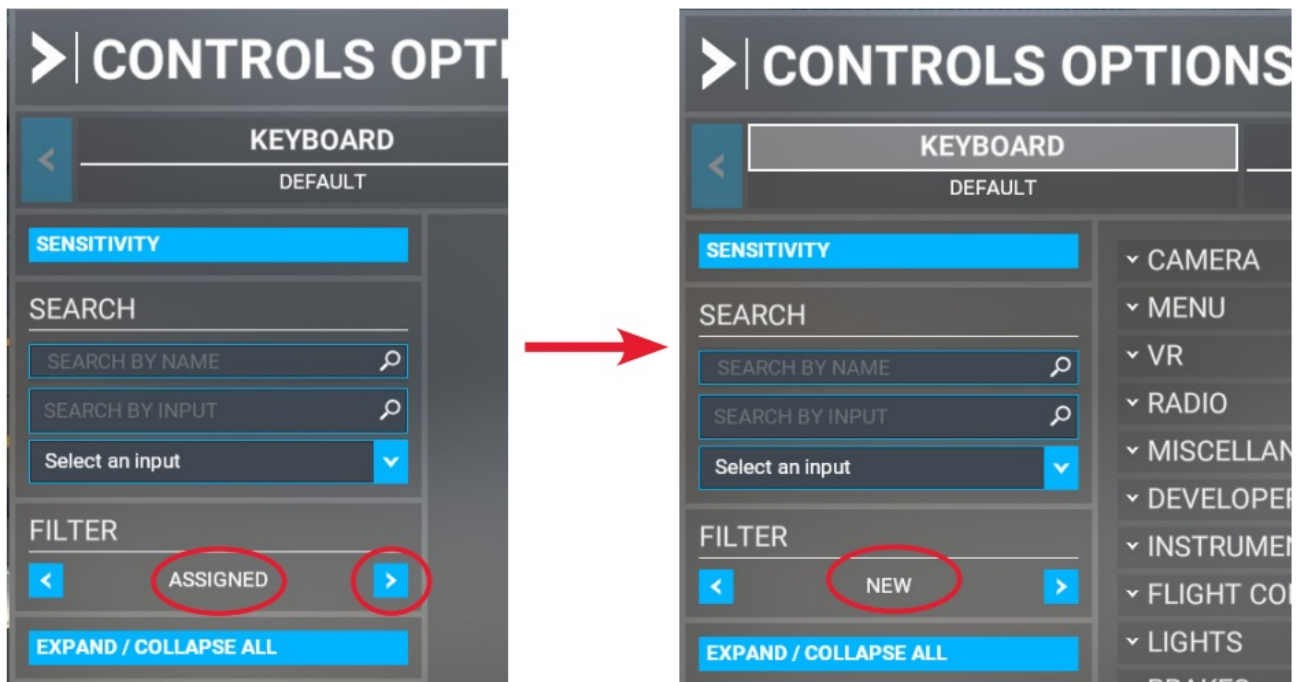 CONTROLS OPTI
KEYBOARD
DEFAULT
SENSITIVITY
SEARCH
SEARCH BY NAME
SEARCH BY INPUT
Select an input
FILTER
ASSIGNED
EXPAND / COLLAPSE ALL
CONTROLS OPTIONS
KEYBOARD
DEFAULT
SENSITIVITY
SEARCH
SEARCH BY NAME
SEARCH BY INPUT
Select an input
FILTER
NEW
EXPAND / COLLAPSE ALL
CAMERA
MENU
VR
RADIO
MISCELLAN
DEVELOPER
INSTRUMEN
FLIGHT CO
LIGHTS